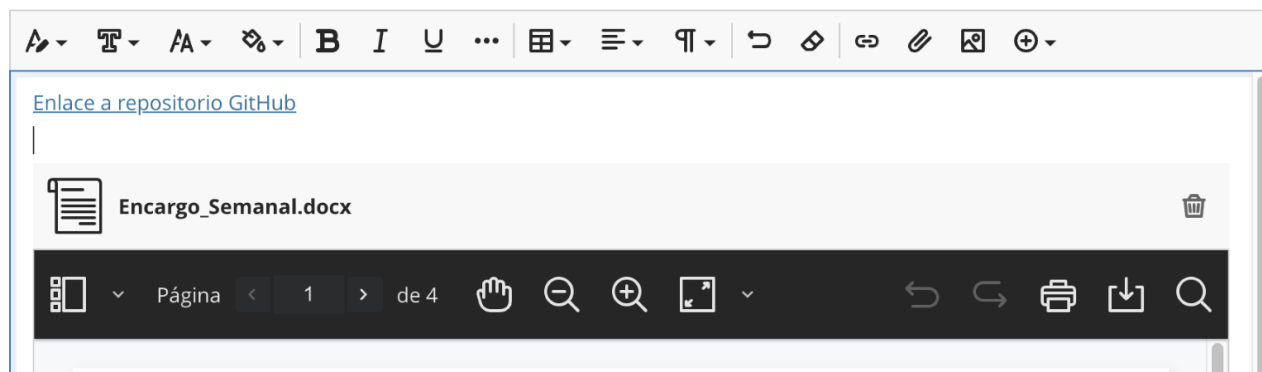 B I U
Enlace a repositorio GitHub
Encargo_Semanal.docx
Página 1 de 4